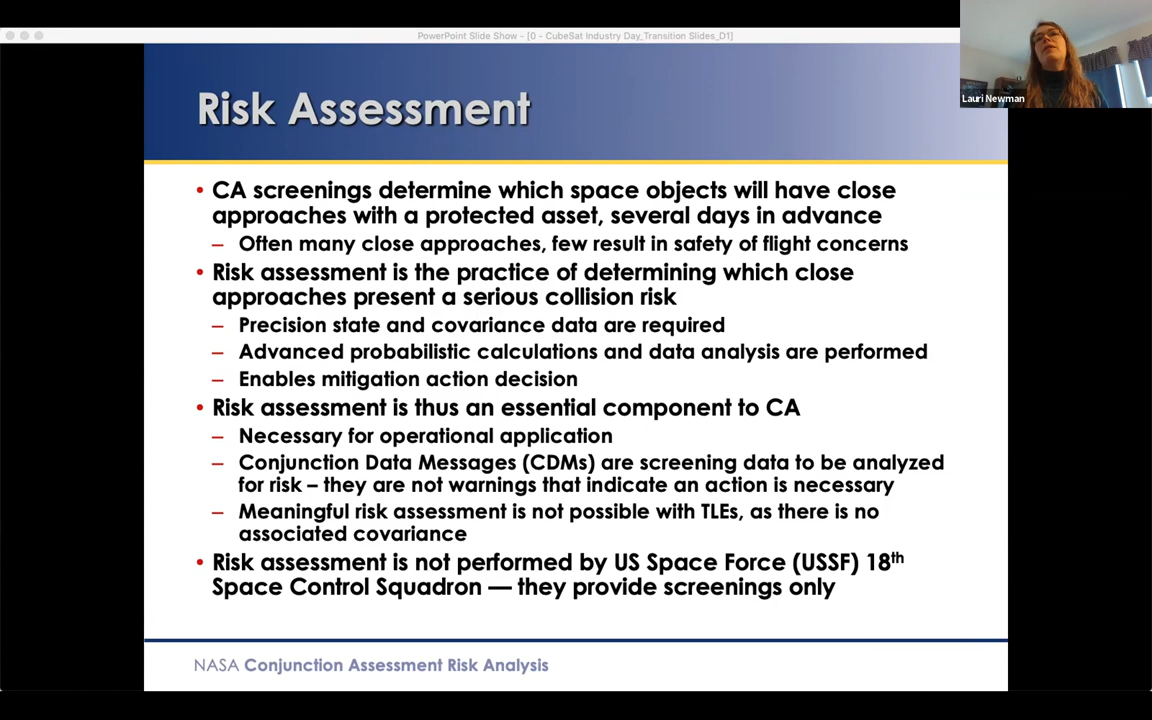 PowerPoint Slide Show - [0 - CubeSat Industry Day_Transition Slides_D1]
Lauri Newman
Risk Assessment
• CA screenings determine which space objects will have close
approaches with a protected asset, several days in advance
– Often many close approaches, few result in safety of flight concerns
• Risk assessment is the practice of determining which close
approaches present a serious collision risk
– Precision state and covariance data are required
– Advanced probabilistic calculations and data analysis are performed
– Enables mitigation action decision
• Risk assessment is thus an essential component to CA
– Necessary for operational application
– Conjunction Data Messages (CDMs) are screening data to be analyzed
for risk – they are not warnings that indicate an action is necessary
– Meaningful risk assessment is not possible with TLEs, as there is no
associated covariance
• Risk assessment is not performed by US Space Force (USSF) 18th
Space Control Squadron — they provide screenings only
NASA Conjunction Assessment Risk Analysis